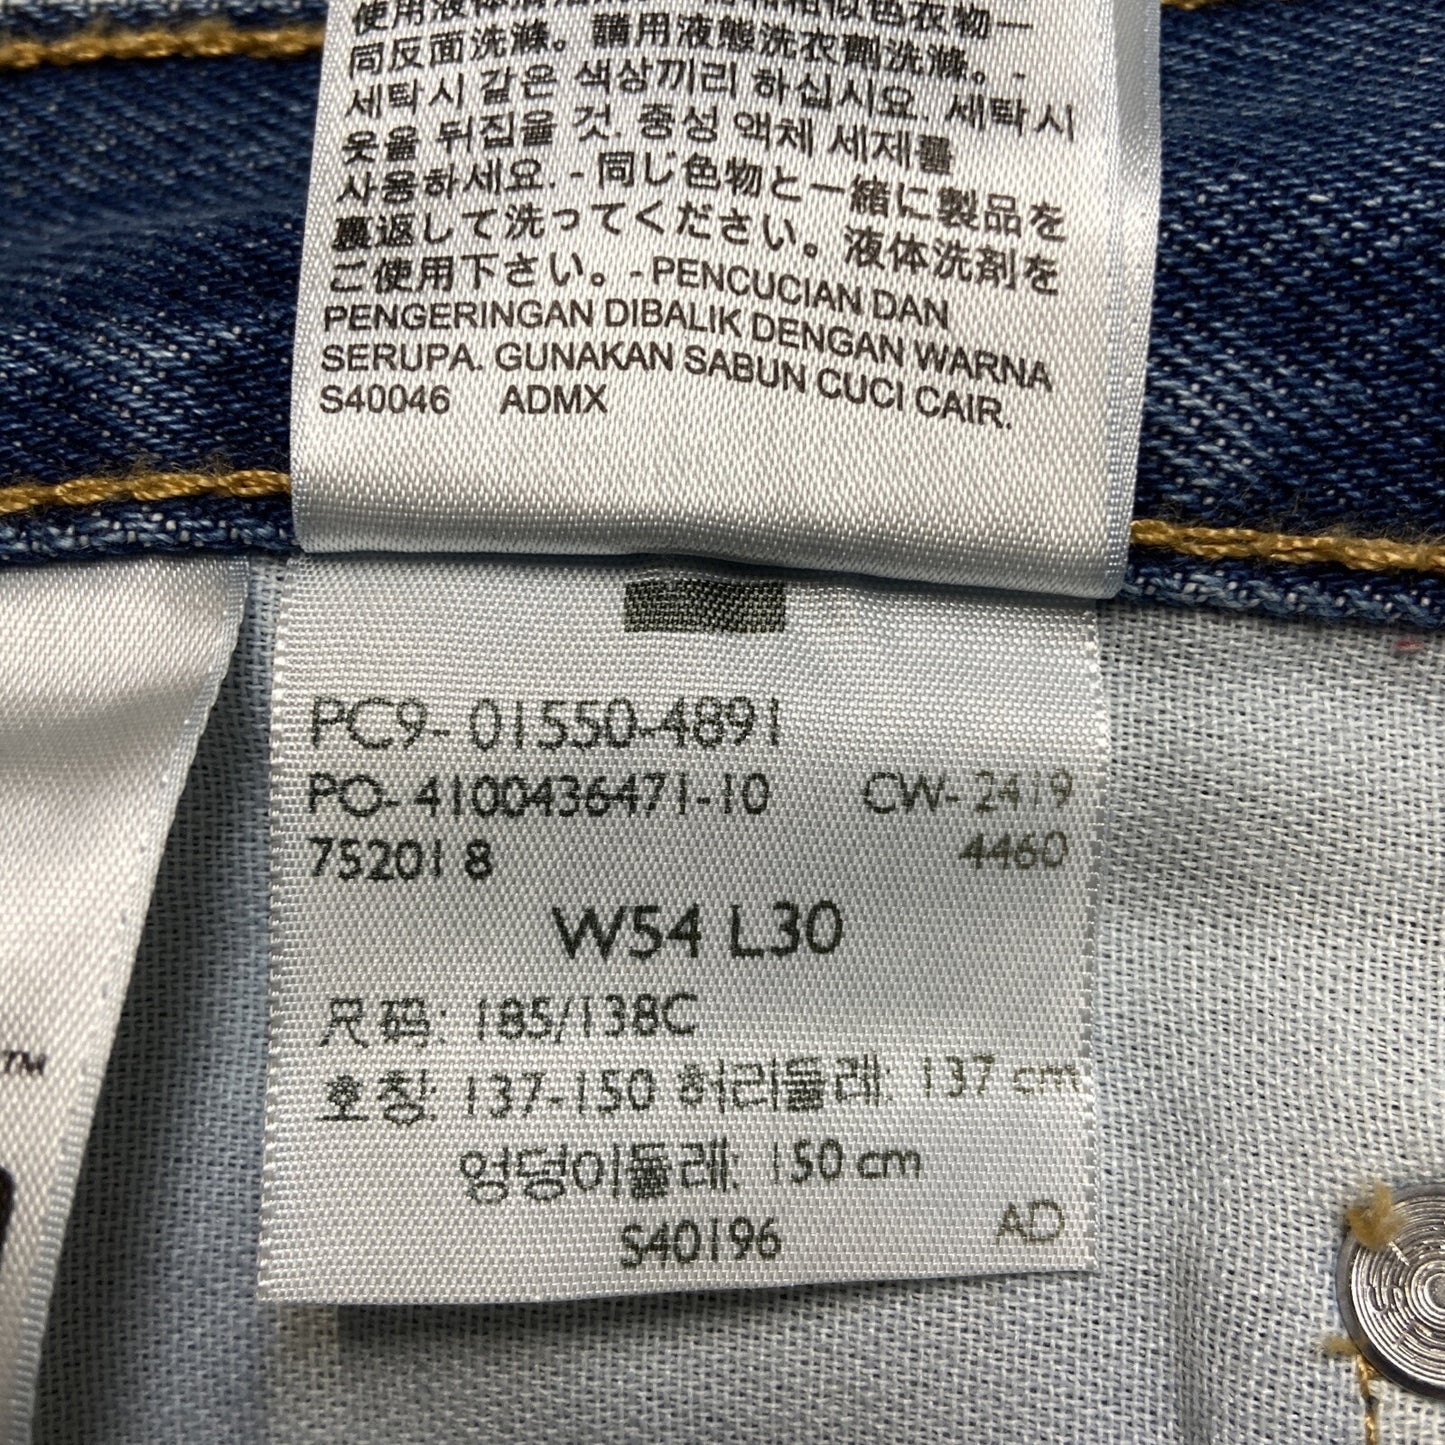 同反面洗滌。請用液態洗衣劑洗滌。-
세탁시 같은 색상끼리 하십시요. 세탁시
옷을 뒤집을 것. 중성 액체 세제를
사용하세요. - 同じ色物と一緒に製品を
裏返して洗ってください。液体洗剤を
ご使用下さい。- PENCUCIAN DAN
PENGERINGAN DIBALIK DENGAN WARNA
SERUPA. GUNAKAN SABUN CUCI CAIR.
S40046 ADMX
PC9- 01550-4891
PO- 4100436471-10 CW- 2419
75201 8 4460
W54 L30
尺码: 185/138C
호칭: 137-150 허리둘레: 137 cm
엉덩이둘레: 150 cm
S40196 AD
TM